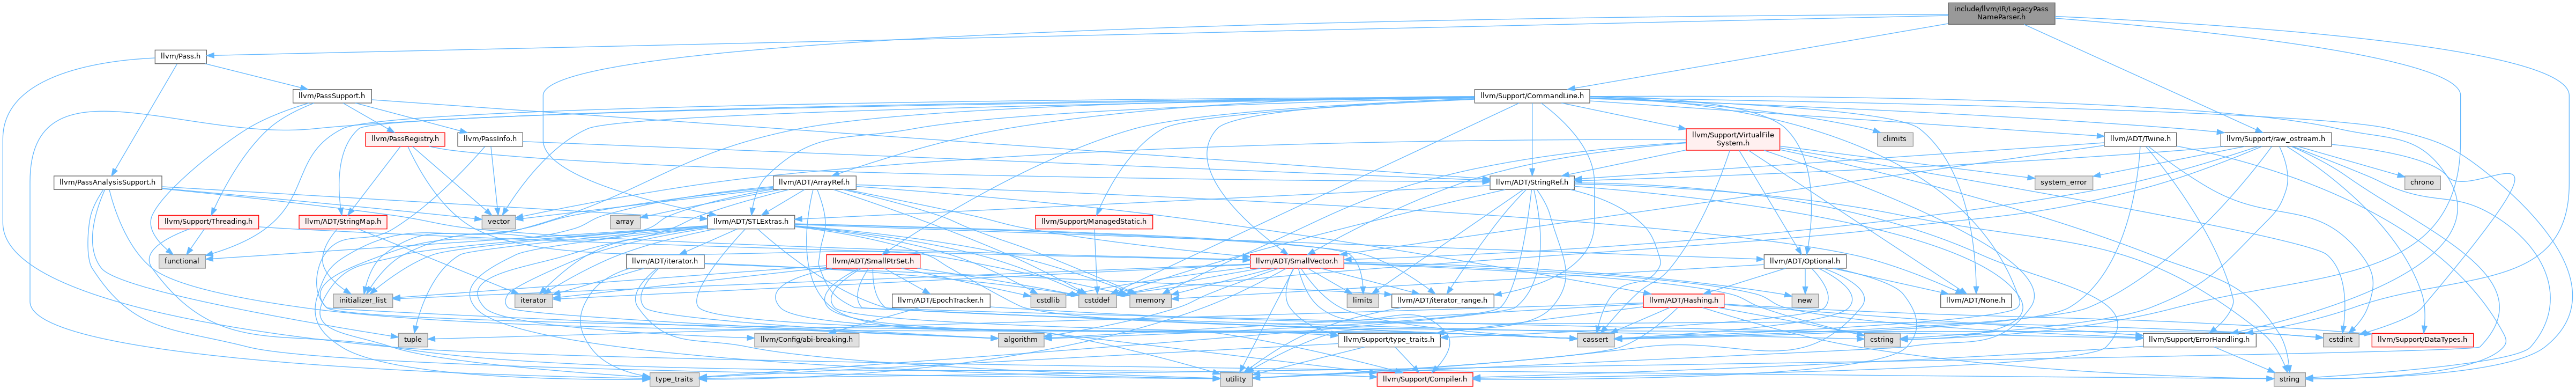 include/llvm/IR/LegacyPass
NameParser.h
llvm/Pass.h
llvm/PassSupport.h
llvm/Support/CommandLine.h
llvm/PassRegistry.h
llvm/PassInfo.h
llvm/Support/VirtualFile
System.h
climits
llvm/ADT/Twine.h
llvm/Support/raw_ostream.h
llvm/PassAnalysisSupport.h
llvm/ADT/ArrayRef.h
llvm/ADT/StringRef.h
system_error
chrono
llvm/Support/Threading.h
llvm/ADT/StringMap.h
vector
array
llvm/ADT/STLExtras.h
llvm/Support/ManagedStatic.h
functional
llvm/ADT/iterator.h
llvm/ADT/SmallPtrSet.h
llvm/ADT/SmallVector.h
llvm/ADT/Optional.h
initializer_list
iterator
llvm/ADT/EpochTracker.h
cstdlib
cstddef
memory
limits
llvm/ADT/iterator_range.h
llvm/ADT/Hashing.h
new
llvm/ADT/None.h
tuple
llvm/Config/abi-breaking.h
algorithm
llvm/Support/type_traits.h
cassert
cstring
llvm/Support/ErrorHandling.h
cstdint
llvm/Support/DataTypes.h
type_traits
utility
llvm/Support/Compiler.h
string